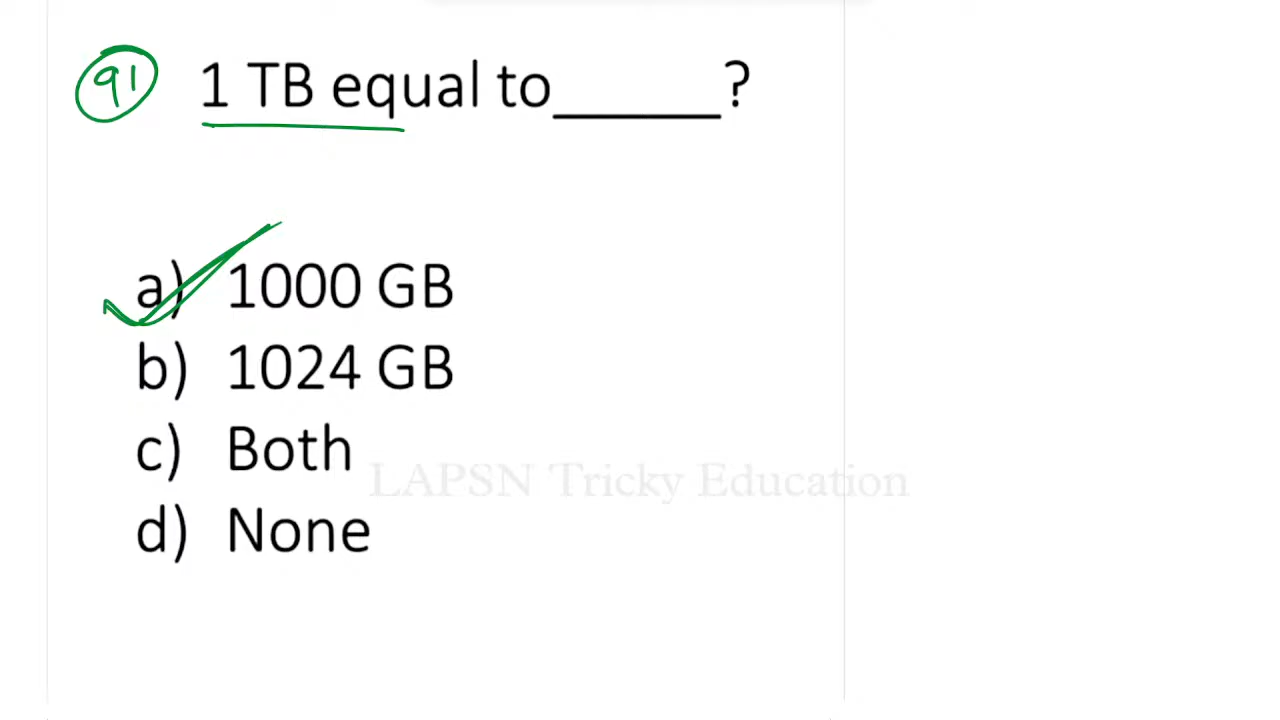 91 1 TB equal to______?
a) 1000 GB
b) 1024 GB
c) Both
LAPSN Tricky Education
d) None